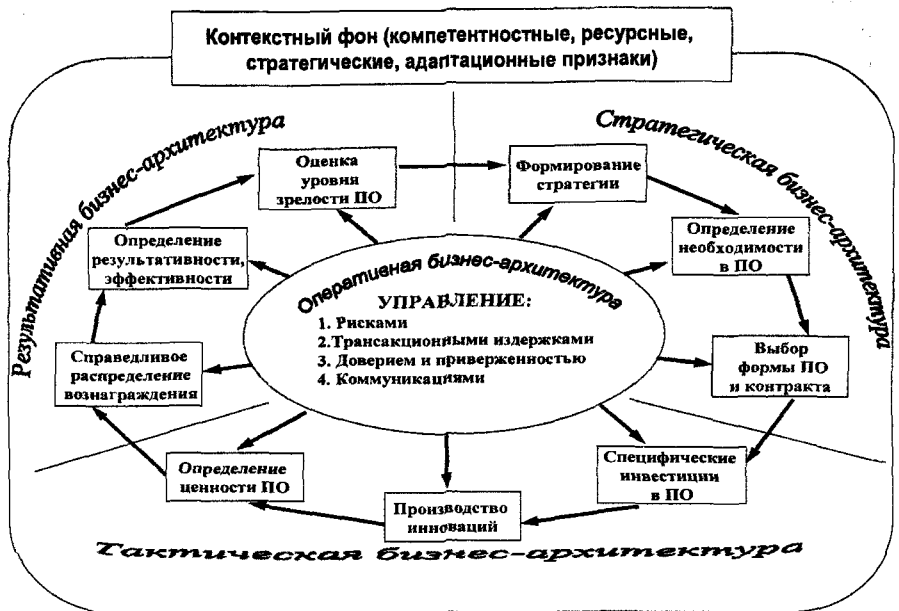 Контекстный фон (компетентностные, ресурсные,
стратегические, адаптационные признаки)
Результативная бизнес-архитектура
Стратегическая бизнес-архитектура
Оценка
уровня
зрелости ПО
Формирование
стратегии
Определение
результативности,
эффективности
Определение
необходимости
в ПО
Оперативная бизнес-архитектура
УПРАВЛЕНИЕ:
1. Рисками
2.Трансакционными издержками
3. Доверием и приверженностью
4. Коммуникациями
Справедливое
распределение
вознаграждения
Выбор
формы ПО
и контракта
Определение
ценности ПО
Специфические
инвестиции
в ПО
Производство
инноваций
Тактическая бизнес-архитектура